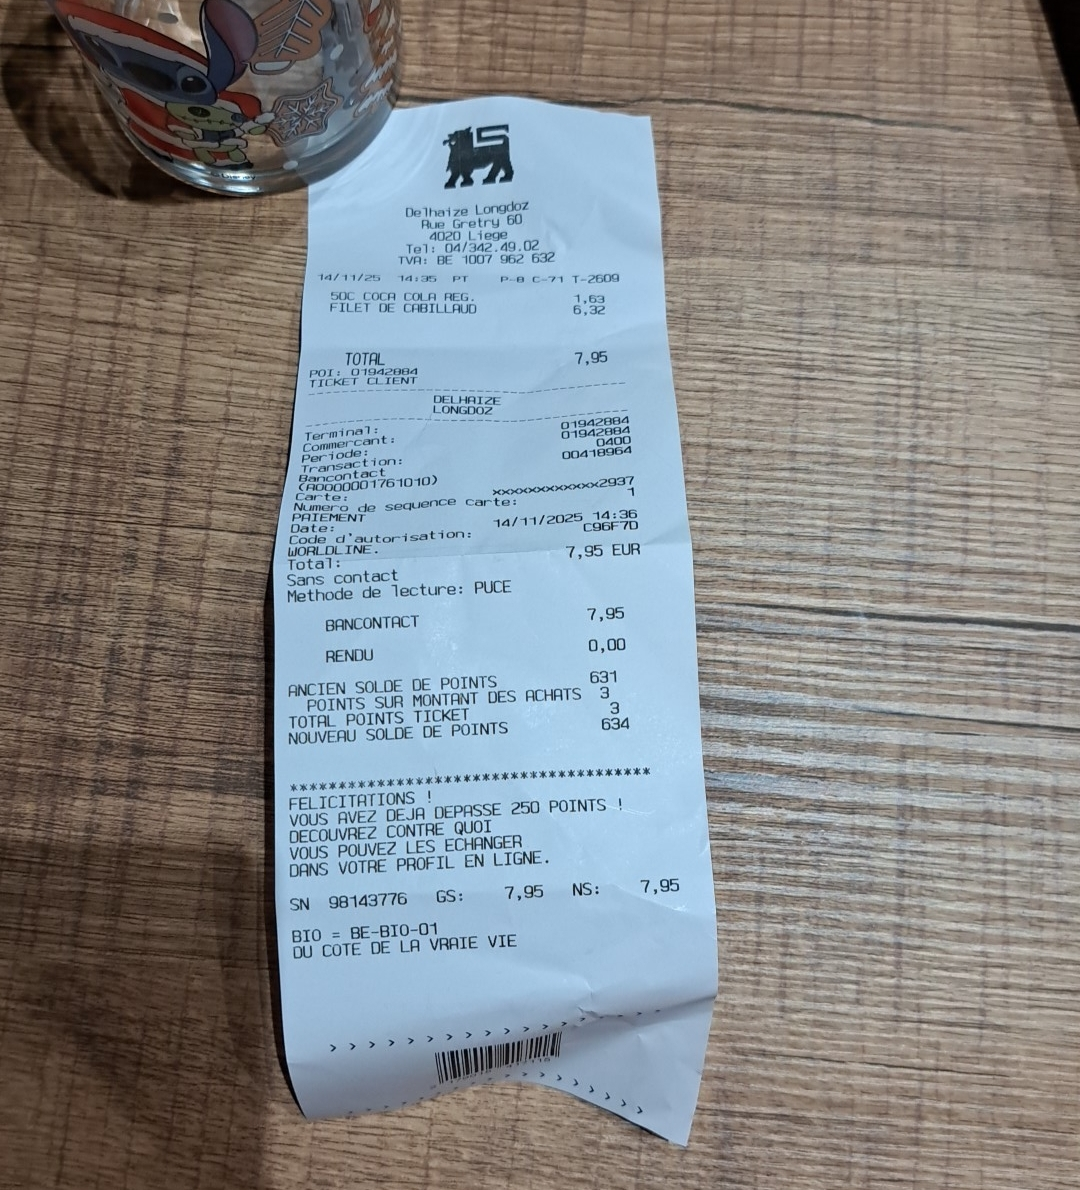 © Disney
Delhaize Longdoz
Rue Gretry 60
4020 Liege
Tel: 04/342.49.02
TVA: BE 1007 962 632
14/11/25 14:35 PT P-8 C-71 T-2609
50C COCA COLA REG. 1,63
FILET DE CABILLAUD 6,32
TOTAL 7,95
POI: 01942884
TICKET CLIENT
DELHAIZE
LONGDOZ
Terminal: 01942884
Commercant: 01942884
Periode: 0400
Transaction: 00418964
Bancontact
(A0000001761010)
Carte: xxxxxxxxxxxxx2937
Numero de sequence carte: 1
PAIEMENT
Date: 14/11/2025 14:36
Code d'autorisation: C96F7D
WORLDLINE.
Total: 7,95 EUR
Sans contact
Methode de lecture: PUCE
BANCONTACT 7,95
RENDU 0,00
ANCIEN SOLDE DE POINTS 631
POINTS SUR MONTANT DES ACHATS 3
TOTAL POINTS TICKET 3
NOUVEAU SOLDE DE POINTS 634
****************************************
FELICITATIONS !
VOUS AVEZ DEJA DEPASSE 250 POINTS !
DECOUVREZ CONTRE QUOI
VOUS POUVEZ LES ECHANGER
DANS VOTRE PROFIL EN LIGNE.
SN 98143776 GS: 7,95 NS: 7,95
BIO = BE-BIO-01
DU COTE DE LA VRAIE VIE